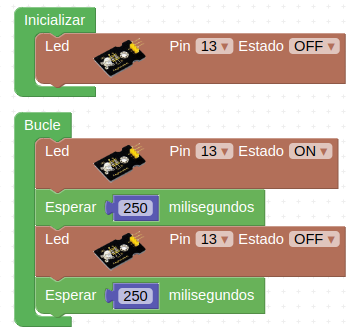 Inicializar
Led Pin 13 Estado OFF
Bucle
Led Pin 13 Estado ON
Esperar 250 milisegundos
Led Pin 13 Estado OFF
Esperar 250 milisegundos